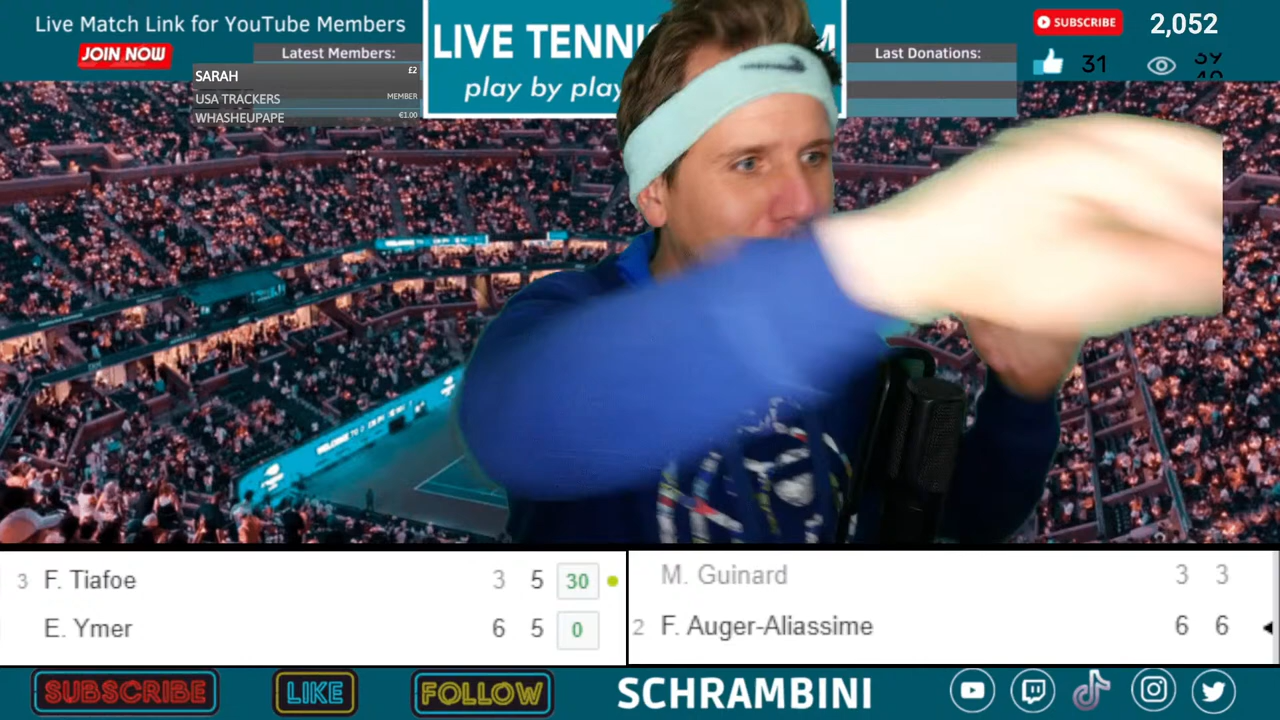 Live Match Link for YouTube Members
JOIN NOW
Latest Members:
SARAH £2
USA TRACKERS MEMBER
WHASHEUPAPE €1.00
LIVE TENN
play by play
Last Donations:
SUBSCRIBE
2,052
31
3 F. Tiafoe 3 5 30
E. Ymer 6 5 0
M. Guinard 3 3
2 F. Auger-Aliassime 6 6
SUBSCRIBE
LIKE
FOLLOW
SCHRAMBINI